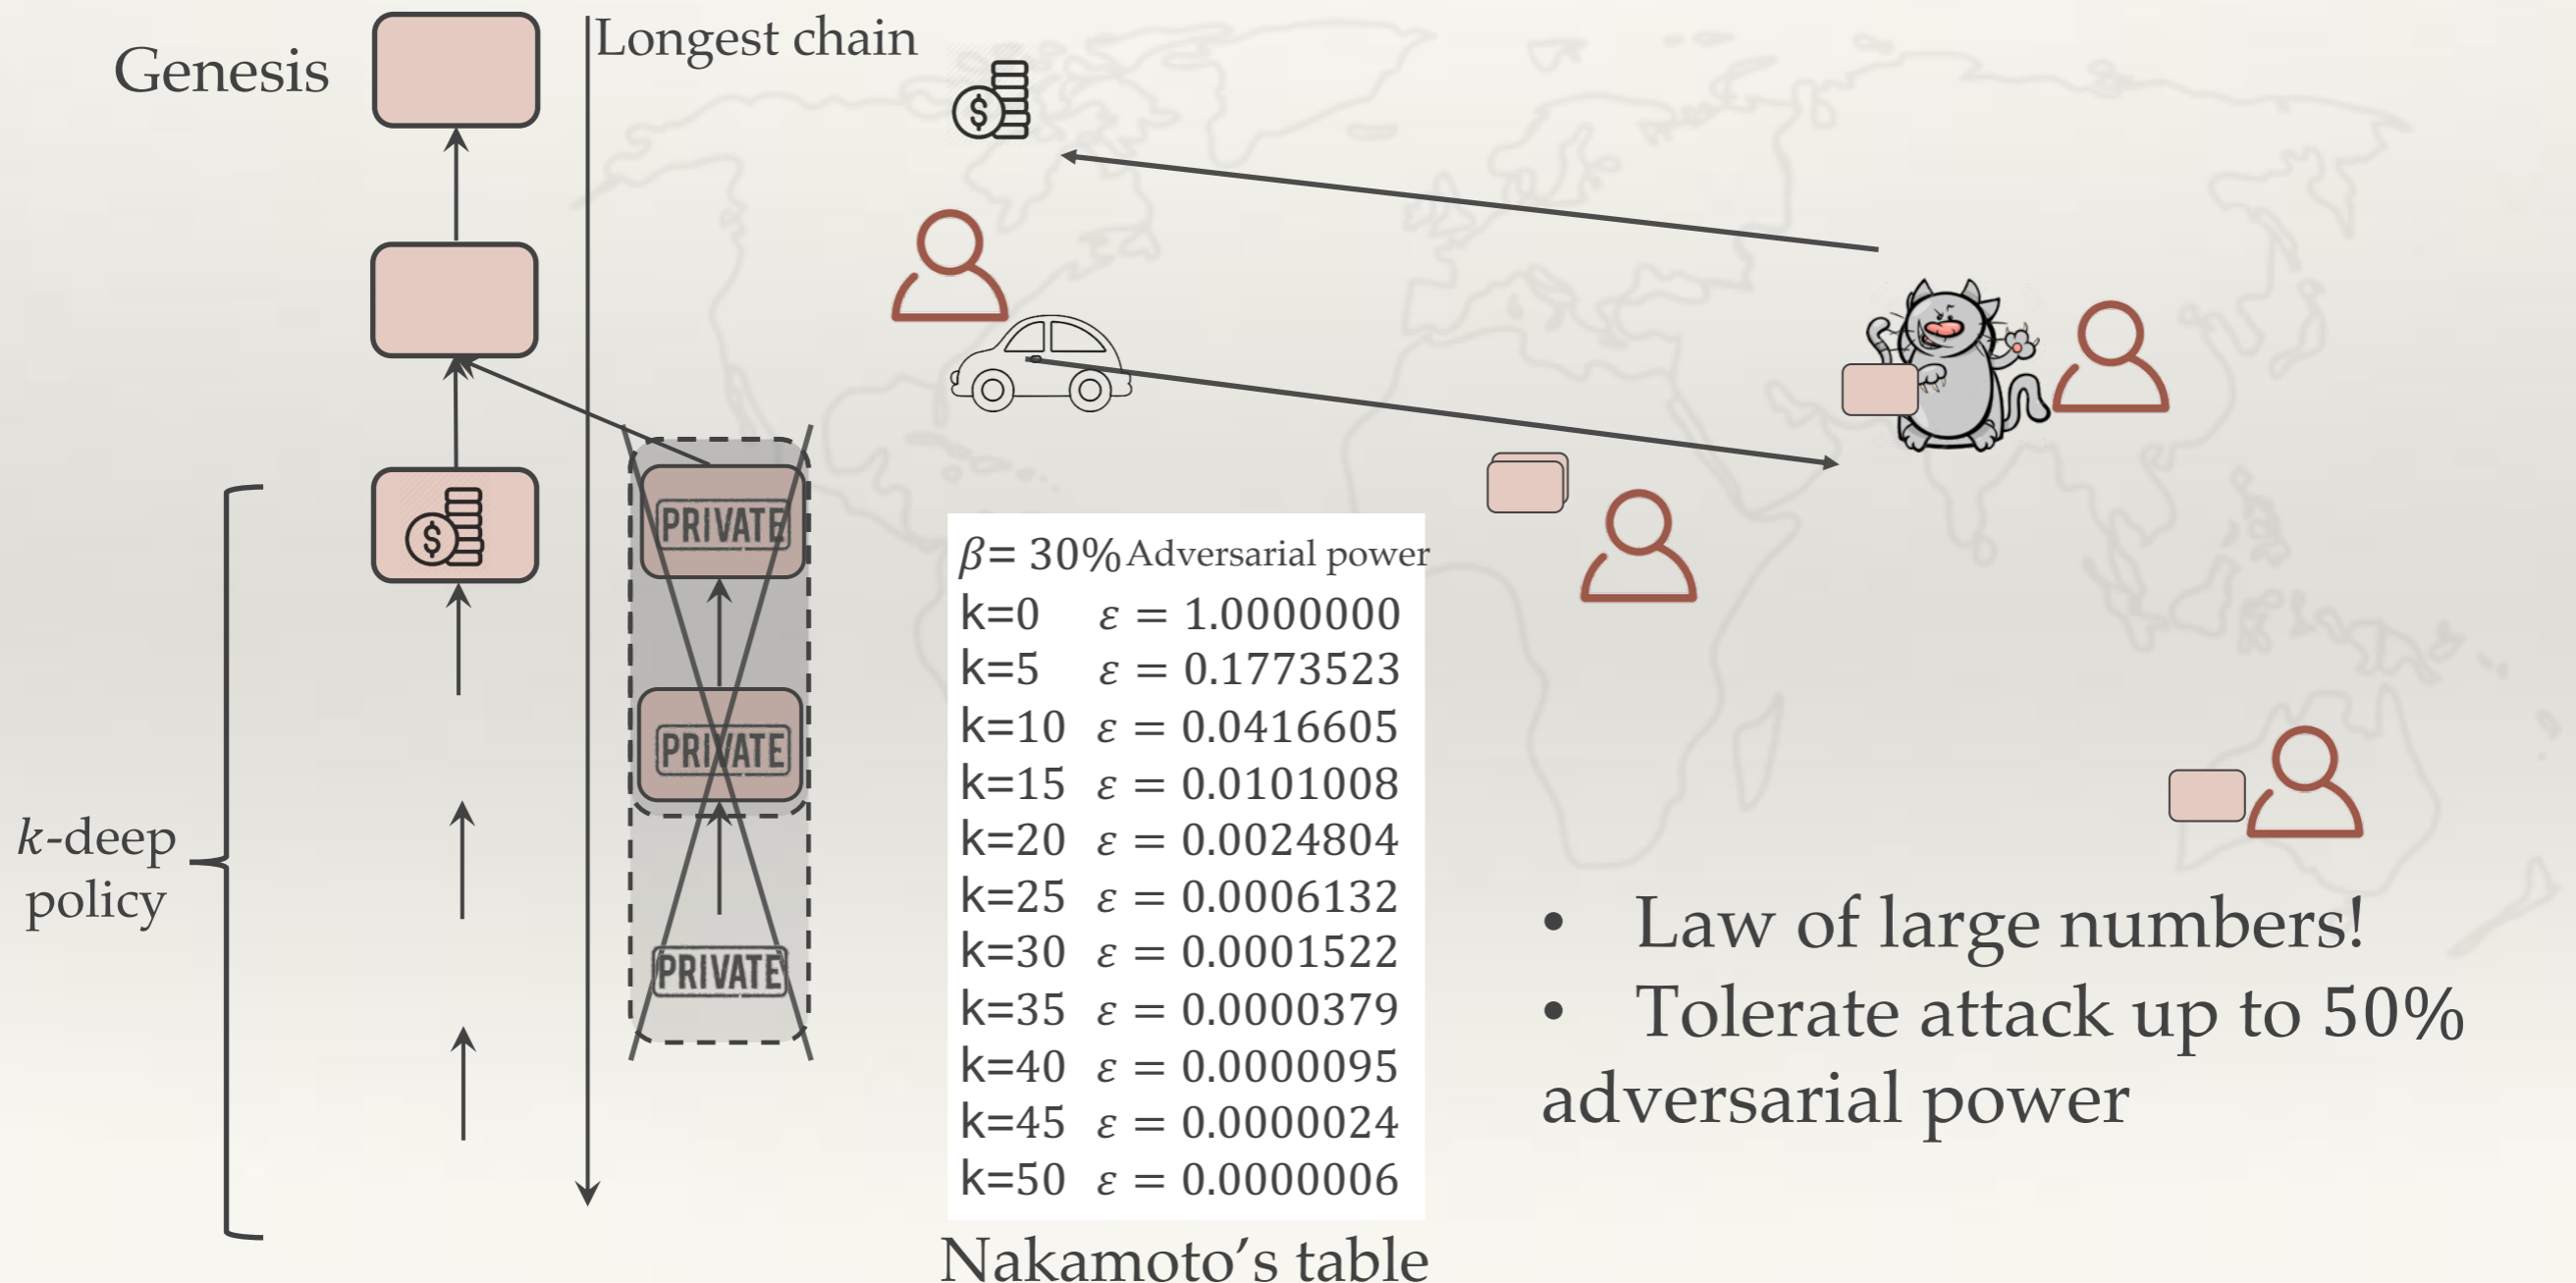 Genesis
Longest chain
$
$
PRIVATE
PRIVATE
PRIVATE
k-deep
policy
β= 30% Adversarial power
k=0 ε = 1.0000000
k=5 ε = 0.1773523
k=10 ε = 0.0416605
k=15 ε = 0.0101008
k=20 ε = 0.0024804
k=25 ε = 0.0006132
k=30 ε = 0.0001522
k=35 ε = 0.0000379
k=40 ε = 0.0000095
k=45 ε = 0.0000024
k=50 ε = 0.0000006
Nakamoto’s table
• Law of large numbers!
• Tolerate attack up to 50%
adversarial power